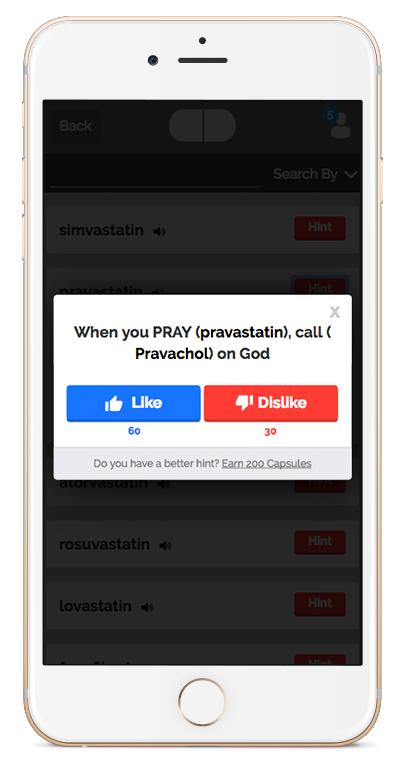 Back
5
Search By
simvastatin
Hint
pravastatin
Hint
X
When you PRAY (pravastatin), call (
Pravachol) on God
Like
Dislike
60
30
Do you have a better hint? Earn 200 Capsules
atorvastatin
Hint
rosuvastatin
Hint
lovastatin
Hint